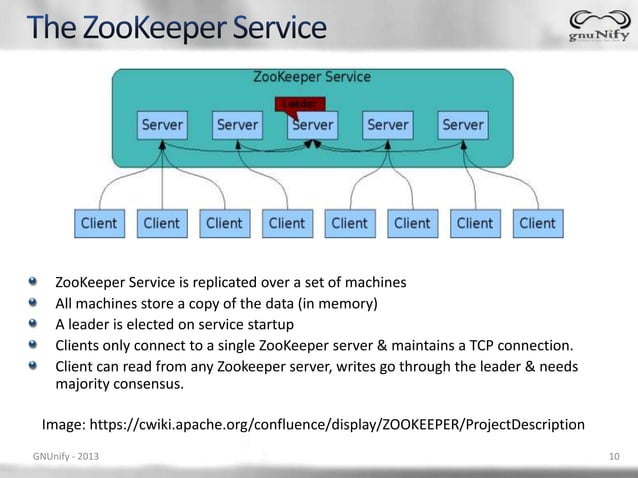 The ZooKeeper Service
gnuNify
ZooKeeper Service
Leader
Server Server Server Server Server
Client Client Client Client Client Client Client Client
ZooKeeper Service is replicated over a set of machines
All machines store a copy of the data (in memory)
A leader is elected on service startup
Clients only connect to a single ZooKeeper server & maintains a TCP connection.
Client can read from any Zookeeper server, writes go through the leader & needs
majority consensus.
Image: https://cwiki.apache.org/confluence/display/ZOOKEEPER/ProjectDescription
GNUnify - 2013 10